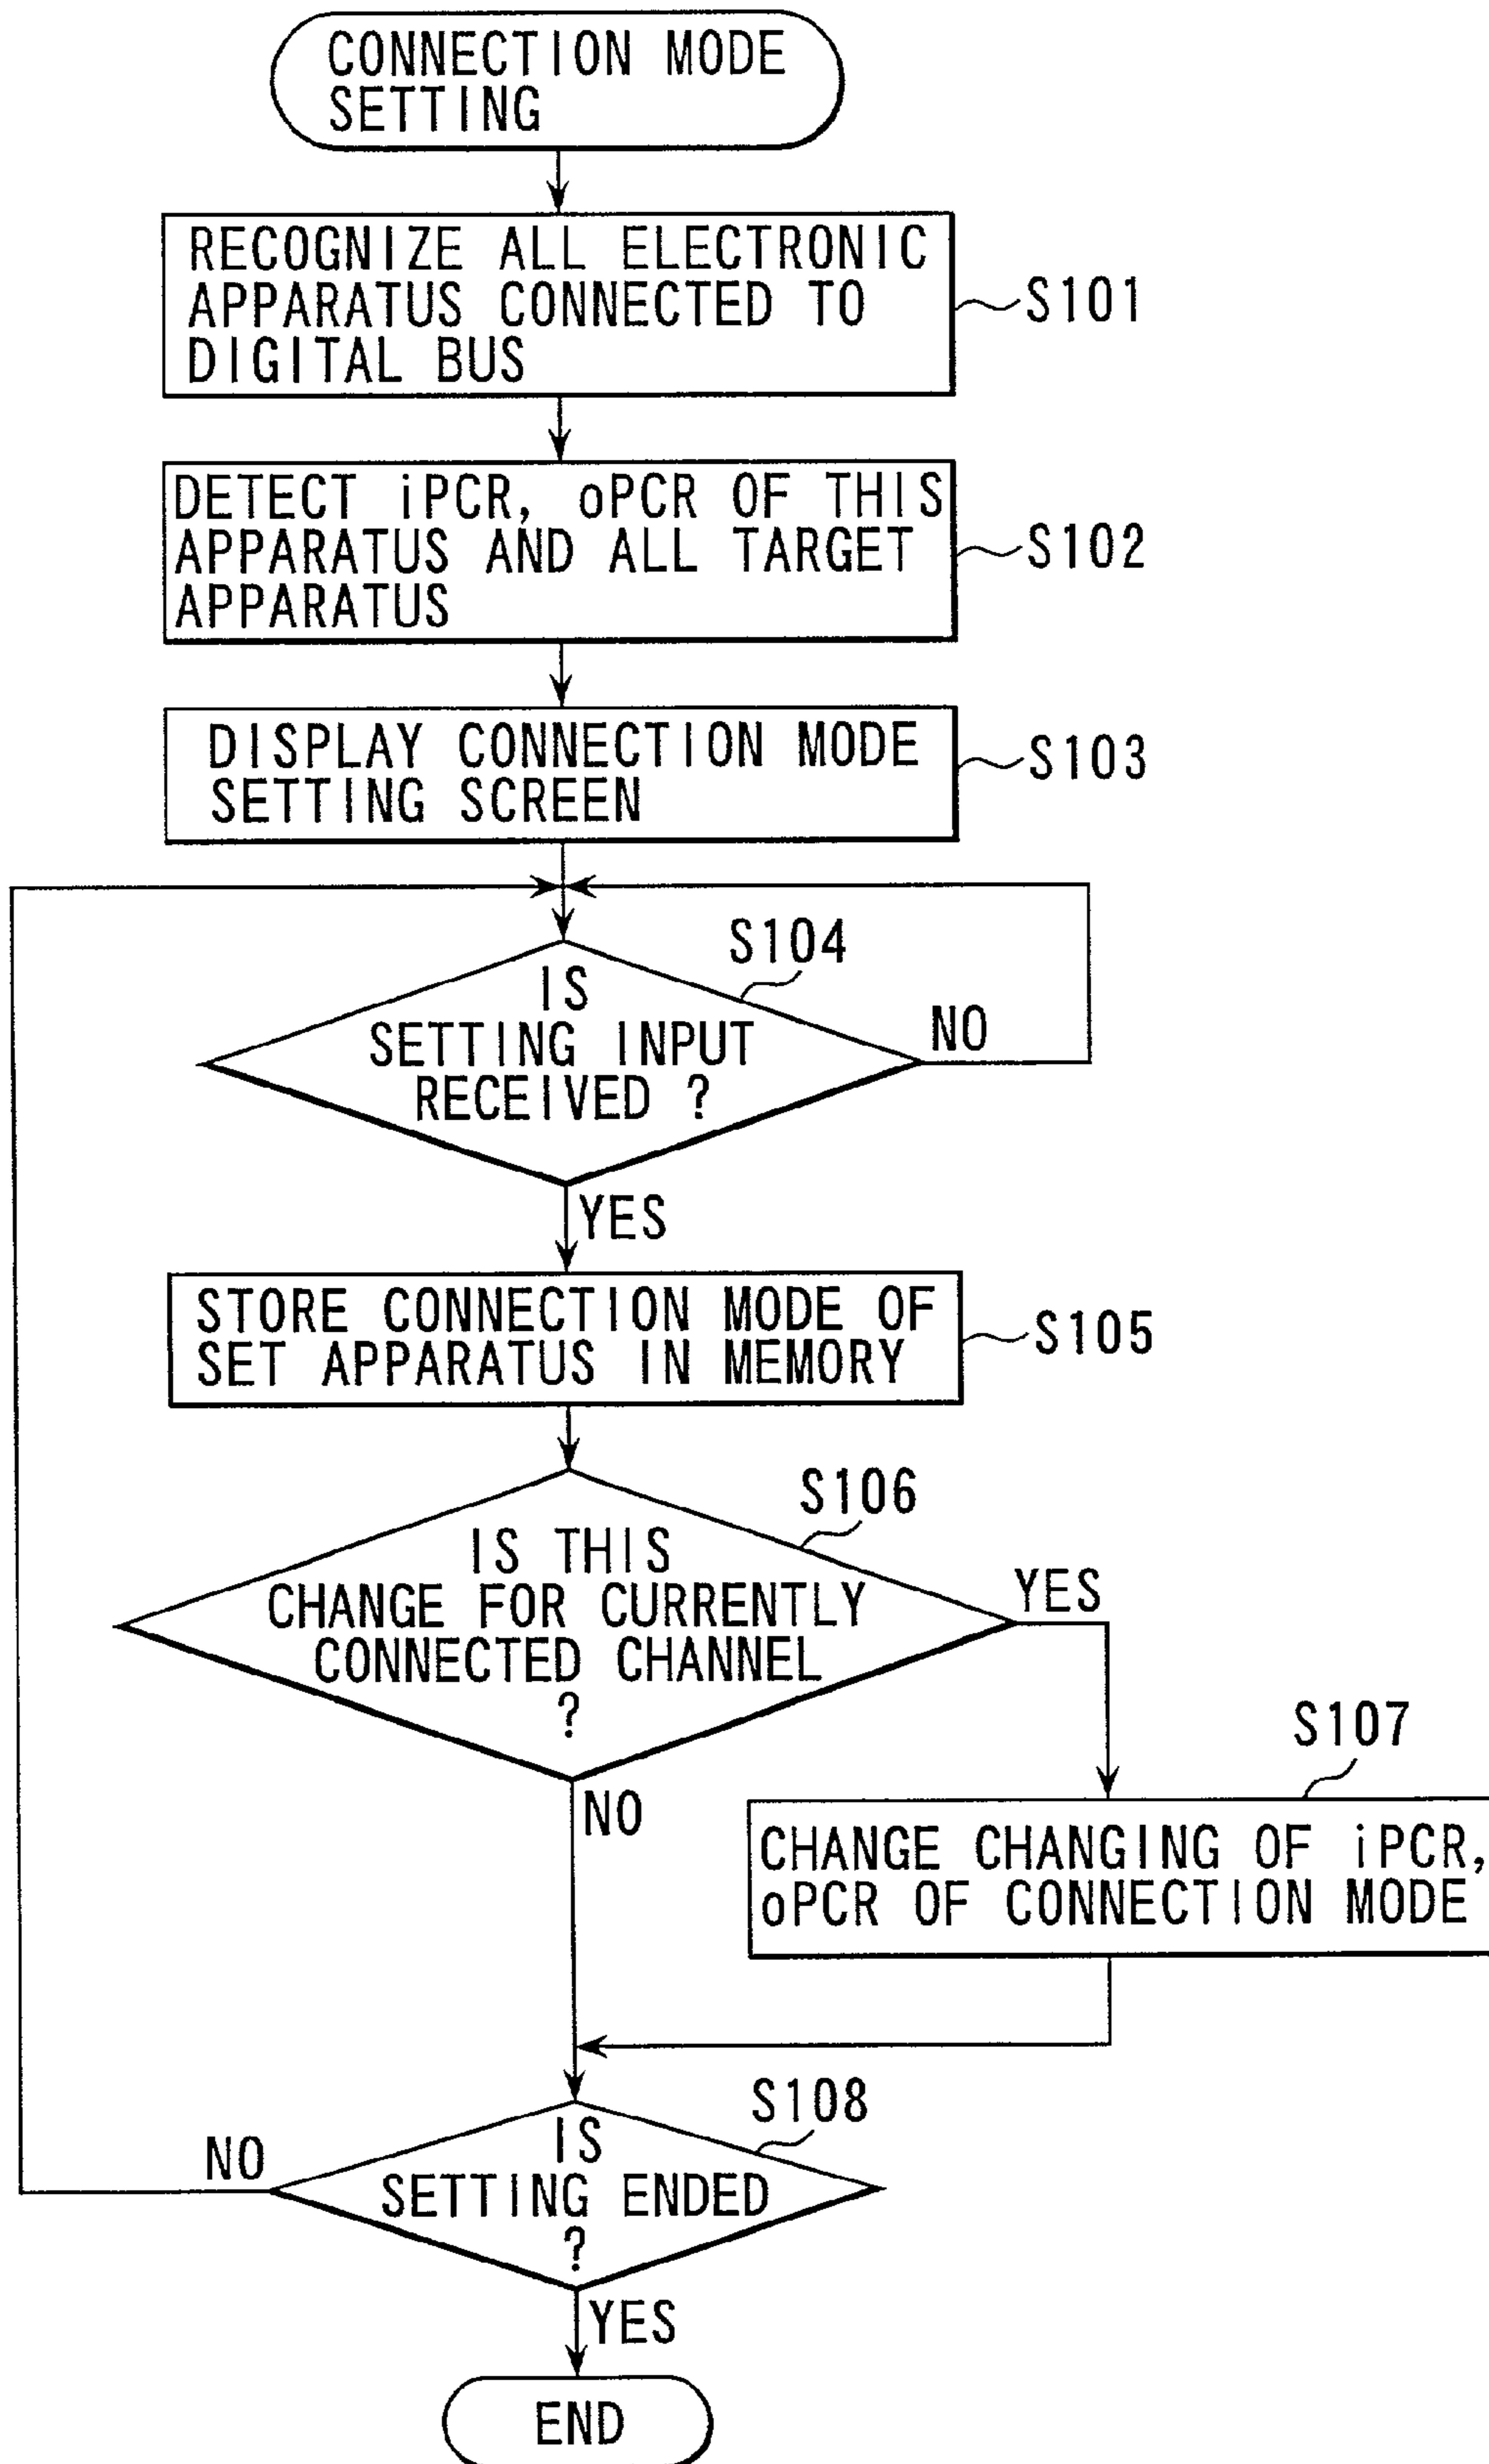 CONNECTION MODE
SETTING
RECOGNIZE ALL ELECTRONIC
APPARATUS CONNECTED TO
DIGITAL BUS
S101
DETECT iPCR, oPCR OF THIS
APPARATUS AND ALL TARGET
APPARATUS
S102
DISPLAY CONNECTION MODE
SETTING SCREEN
S103
S104
IS
SETTING INPUT
RECEIVED ?
NO
YES
STORE CONNECTION MODE OF
SET APPARATUS IN MEMORY
S105
S106
IS THIS
CHANGE FOR CURRENTLY
CONNECTED CHANNEL
?
YES
NO
S107
CHANGE CHANGING OF iPCR,
oPCR OF CONNECTION MODE
S108
IS
SETTING ENDED
?
NO
YES
END